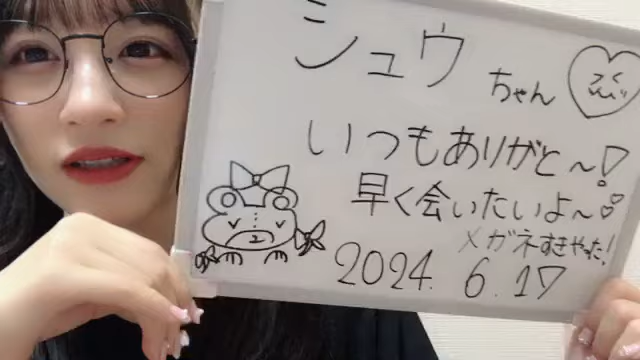 シュウ ちゃん
いつもありがと〜!
早く会いたいよ〜
メガネすきやった!
2024. 6. 17